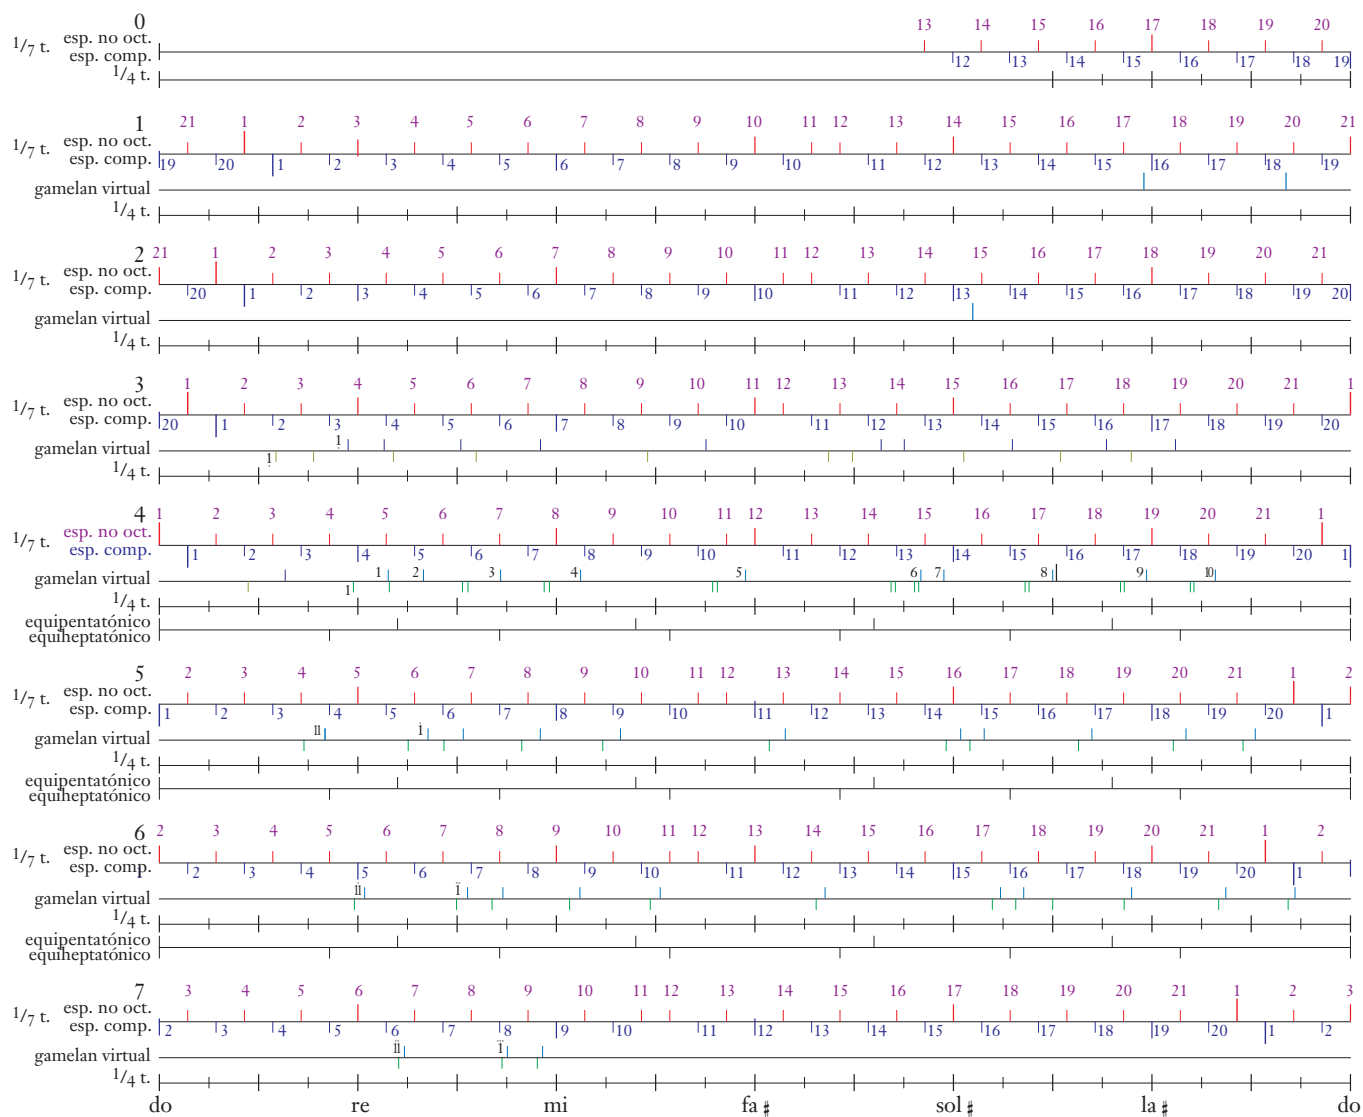 0
1/7 t. esp. no oct. 13 14 15 16 17 18 19 20
esp. comp. 12 13 14 15 16 17 18 19
1/4 t.
1
21 1 2 3 4 5 6 7 8 9 10 11 12 13 14 15 16 17 18 19 20 21
1/7 t. esp. no oct.
esp. comp. 19 20 1 2 3 4 5 6 7 8 9 10 11 12 13 14 15 16 17 18 19
gamelan virtual
1/4 t.
2
21 1 2 3 4 5 6 7 8 9 10 11 12 13 14 15 16 17 18 19 20 21
1/7 t. esp. no oct.
esp. comp. 20 1 2 3 4 5 6 7 8 9 10 11 12 13 14 15 16 17 18 19 20
gamelan virtual
1/4 t.
3
1 2 3 4 5 6 7 8 9 10 11 12 13 14 15 16 17 18 19 20 21 1
1/7 t. esp. no oct.
esp. comp. 20 1 2 3 4 5 6 7 8 9 10 11 12 13 14 15 16 17 18 19 20
gamelan virtual 1̣
1̣
1/4 t.
4
1 2 3 4 5 6 7 8 9 10 11 12 13 14 15 16 17 18 19 20 21 1
1/7 t. esp. no oct.
esp. comp. 1 2 3 4 5 6 7 8 9 10 11 12 13 14 15 16 17 18 19 20 1
gamelan virtual 1 2 3 4 5 6 7 8 9 10
1
1/4 t.
equipentatónico
equiheptatónico
5
2 3 4 5 6 7 8 9 10 11 12 13 14 15 16 17 18 19 20 21 1 2
1/7 t. esp. no oct.
esp. comp. 1 2 3 4 5 6 7 8 9 10 11 12 13 14 15 16 17 18 19 20 1
gamelan virtual 11 i
1/4 t.
equipentatónico
equiheptatónico
6
2 3 4 5 6 7 8 9 10 11 12 13 14 15 16 17 18 19 20 21 1 2
1/7 t. esp. no oct.
esp. comp. 1 2 3 4 5 6 7 8 9 10 11 12 13 14 15 16 17 18 19 20 1
gamelan virtual ii ï
1/4 t.
equipentatónico
equiheptatónico
7
3 4 5 6 7 8 9 10 11 12 13 14 15 16 17 18 19 20 21 1 2 3
1/7 t. esp. no oct.
esp. comp. 2 3 4 5 6 7 8 9 10 11 12 13 14 15 16 17 18 19 20 1 2
gamelan virtual
1/4 t.
do re mi fa♯ sol♯ la♯ do